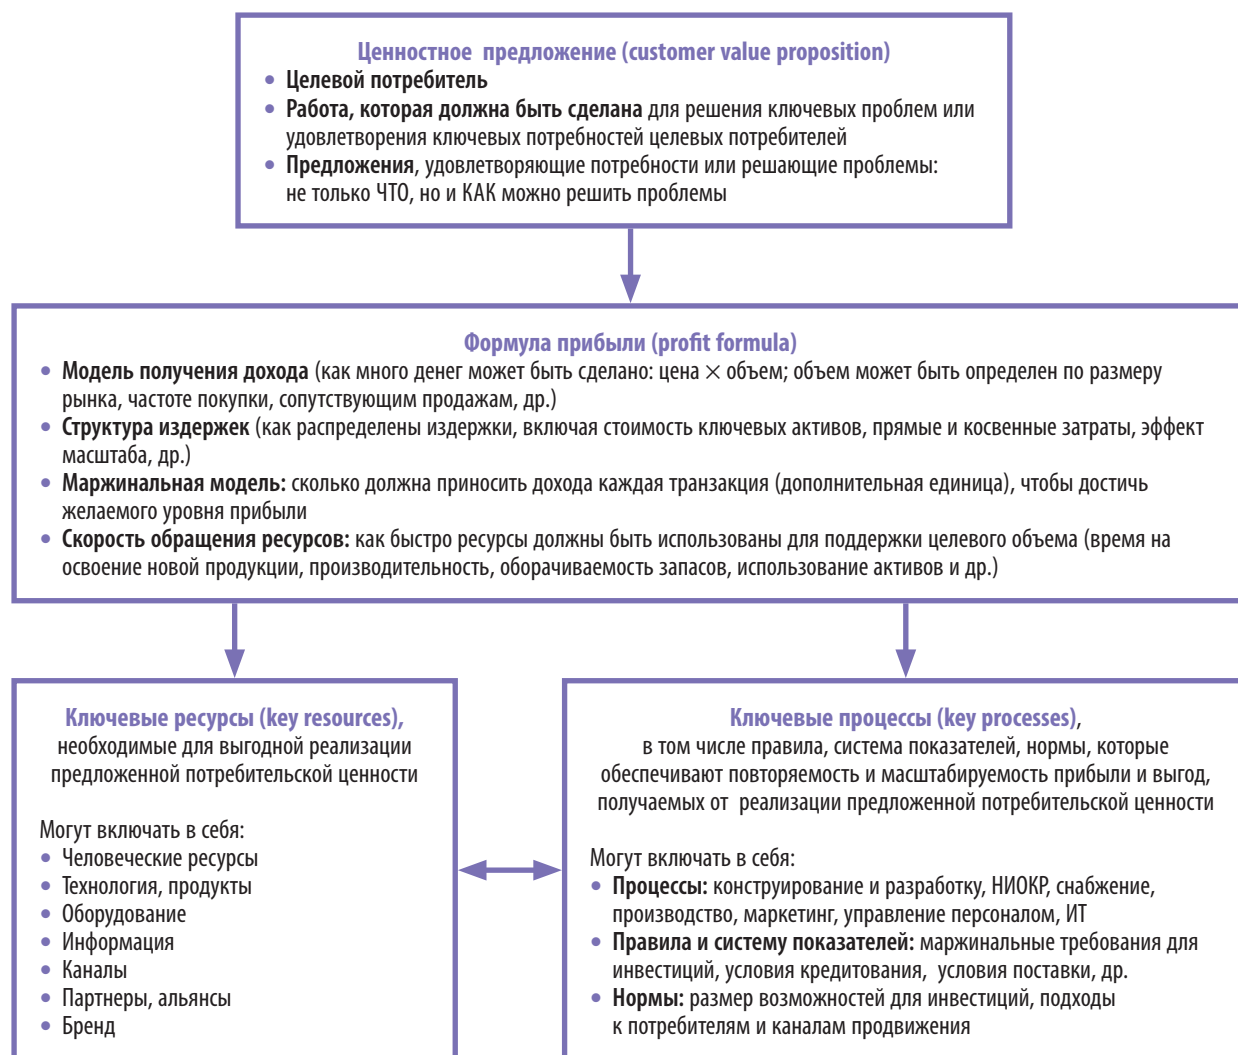 Ценностное предложение (customer value proposition)
• Целевой потребитель
• Работа, которая должна быть сделана для решения ключевых проблем или
удовлетворения ключевых потребностей целевых потребителей
• Предложения, удовлетворяющие потребности или решающие проблемы:
не только ЧТО, но и КАК можно решить проблемы
Формула прибыли (profit formula)
• Модель получения дохода (как много денег может быть сделано: цена × объем; объем может быть определен по размеру
рынка, частоте покупки, сопутствующим продажам, др.)
• Структура издержек (как распределены издержки, включая стоимость ключевых активов, прямые и косвенные затраты, эффект
масштаба, др.)
• Маржинальная модель: сколько должна приносить дохода каждая транзакция (дополнительная единица), чтобы достичь
желаемого уровня прибыли
• Скорость обращения ресурсов: как быстро ресурсы должны быть использованы для поддержки целевого объема (время на
освоение новой продукции, производительность, оборачиваемость запасов, использование активов и др.)
Ключевые ресурсы (key resources),
необходимые для выгодной реализации
предложенной потребительской ценности
Могут включать в себя:
• Человеческие ресурсы
• Технология, продукты
• Оборудование
• Информация
• Каналы
• Партнеры, альянсы
• Бренд
Ключевые процессы (key processes),
в том числе правила, система показателей, нормы, которые
обеспечивают повторяемость и масштабируемость прибыли и выгод,
получаемых от реализации предложенной потребительской ценности
Могут включать в себя:
• Процессы: конструирование и разработку, НИОКР, снабжение,
производство, маркетинг, управление персоналом, ИТ
• Правила и систему показателей: маржинальные требования для
инвестиций, условия кредитования, условия поставки, др.
• Нормы: размер возможностей для инвестиций, подходы
к потребителям и каналам продвижения